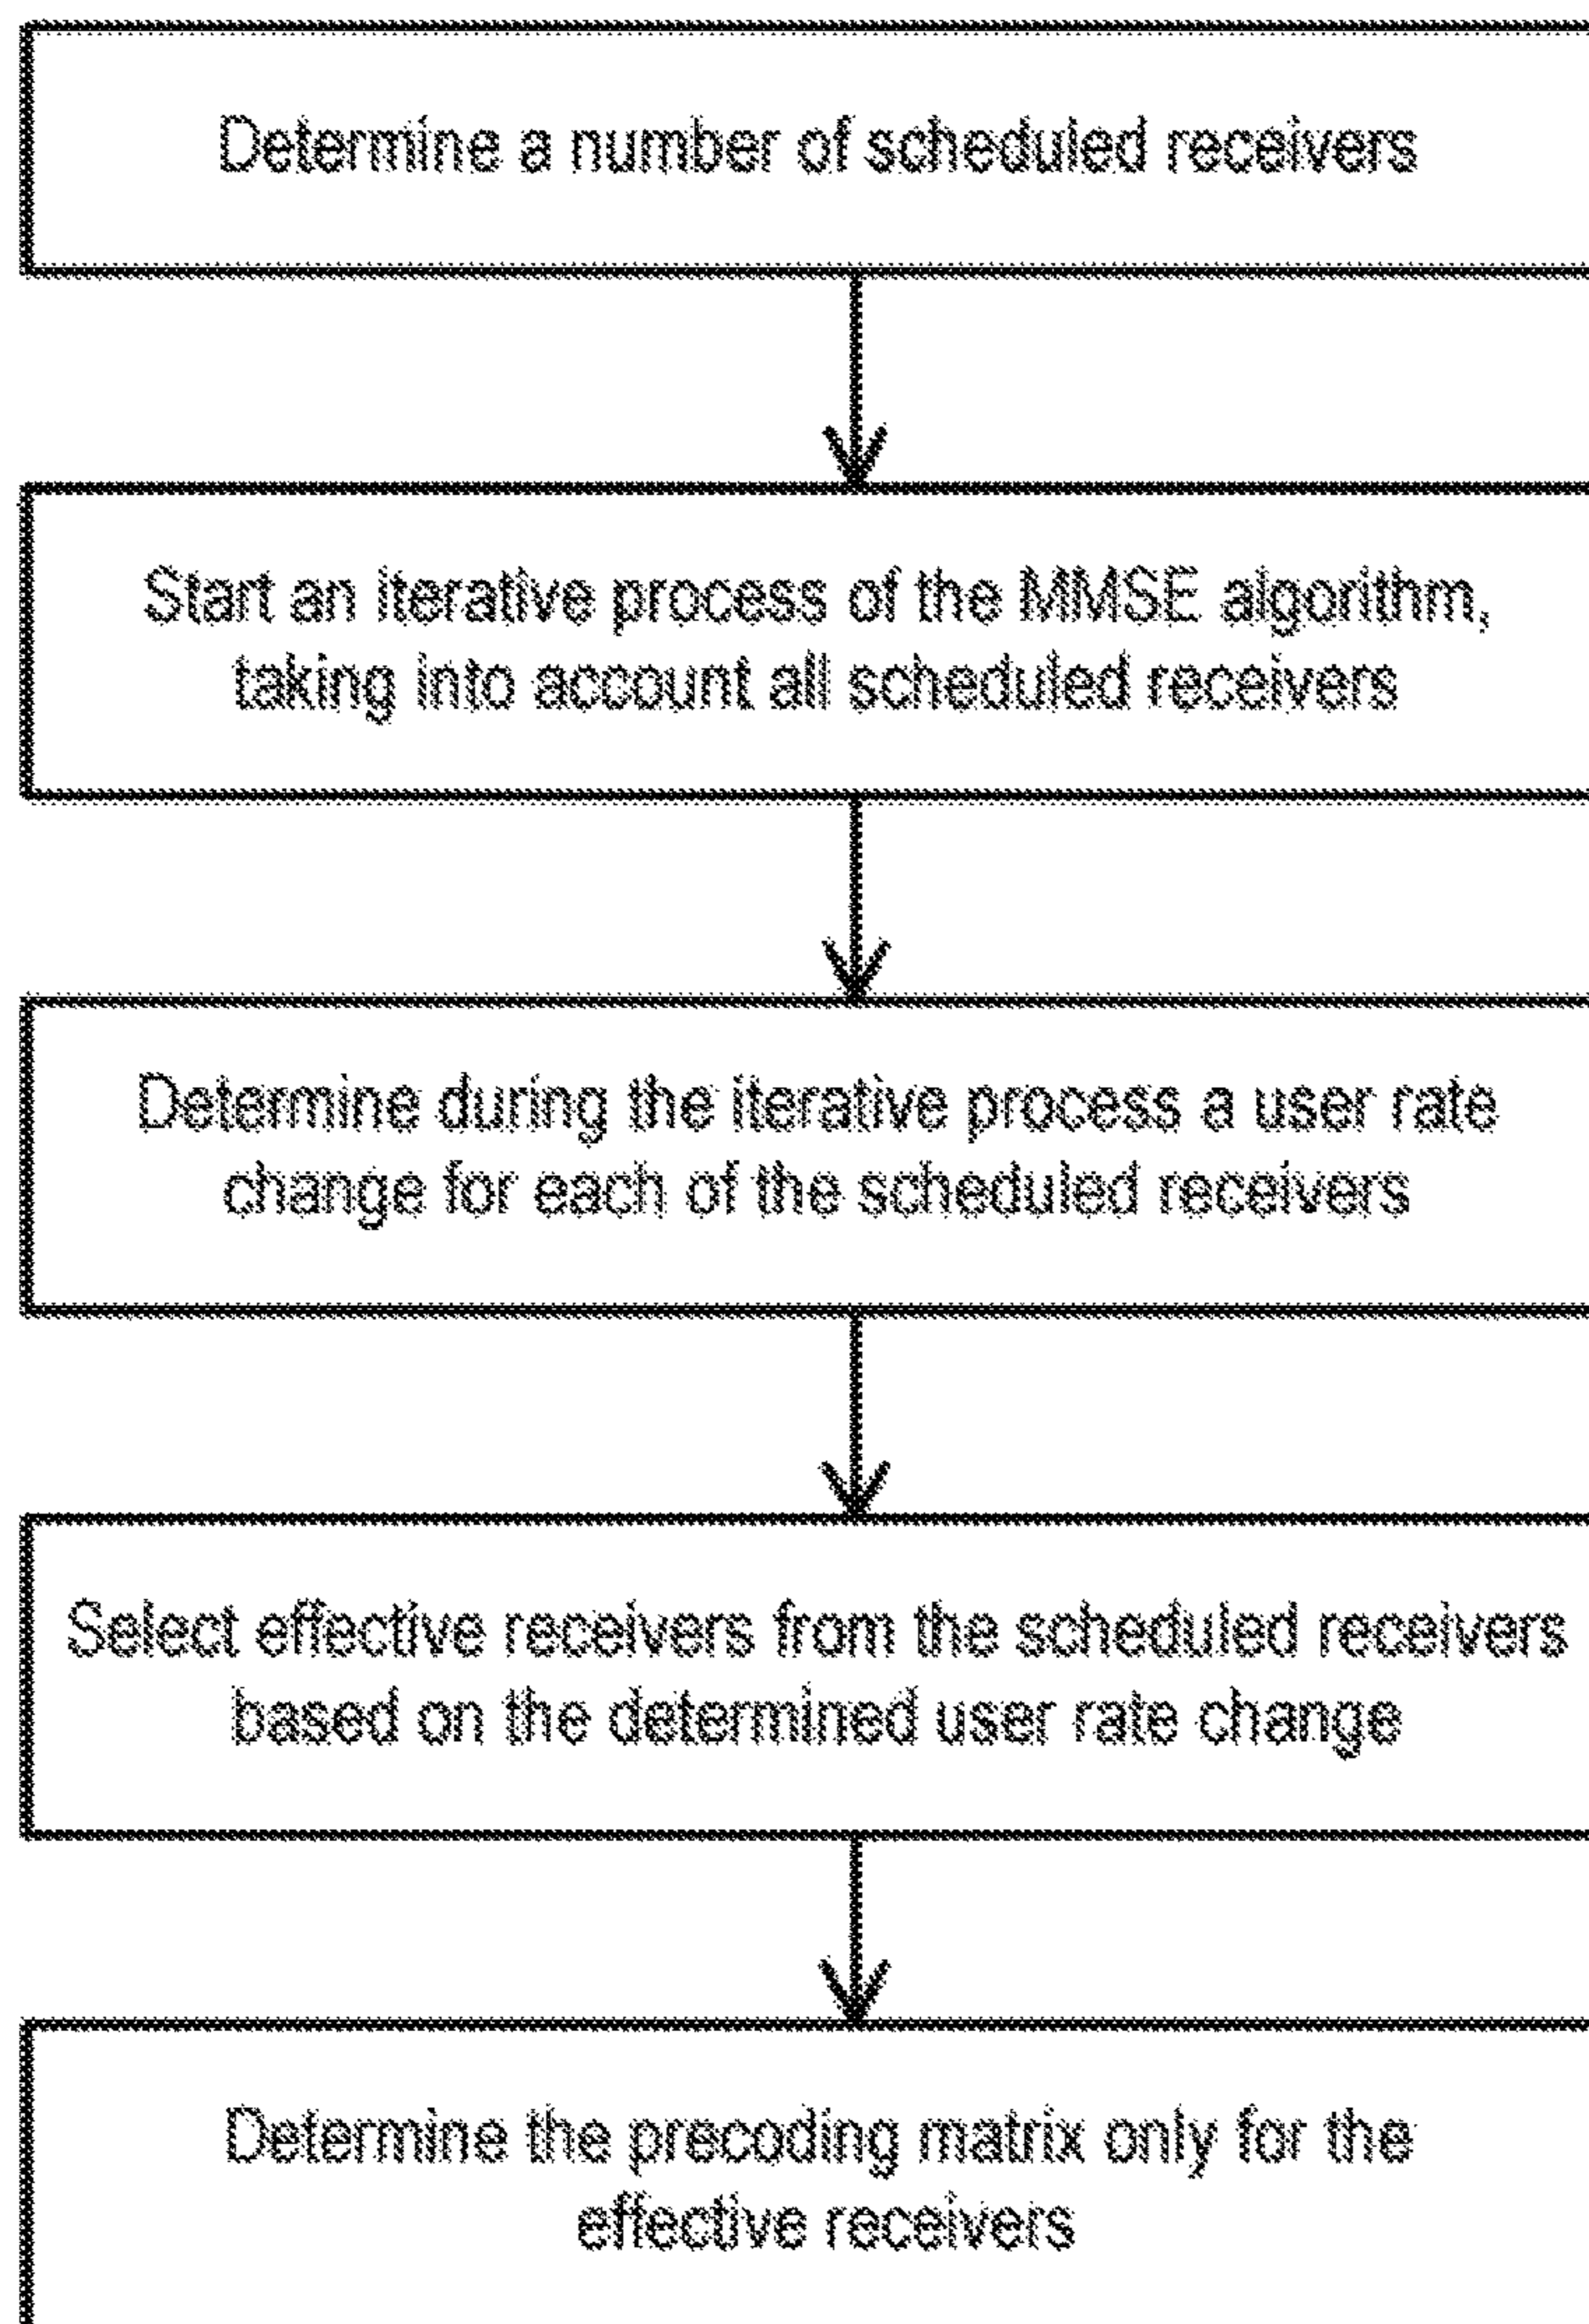 Determine a number of scheduled receivers
Start an iterative process of the MMSE algorithm,
taking into account all scheduled receivers
Determine during the iterative process a user rate
change for each of the scheduled receivers
Select effective receivers from the scheduled receivers
based on the determined user rate change
Determine the precoding matrix only for the
effective receivers